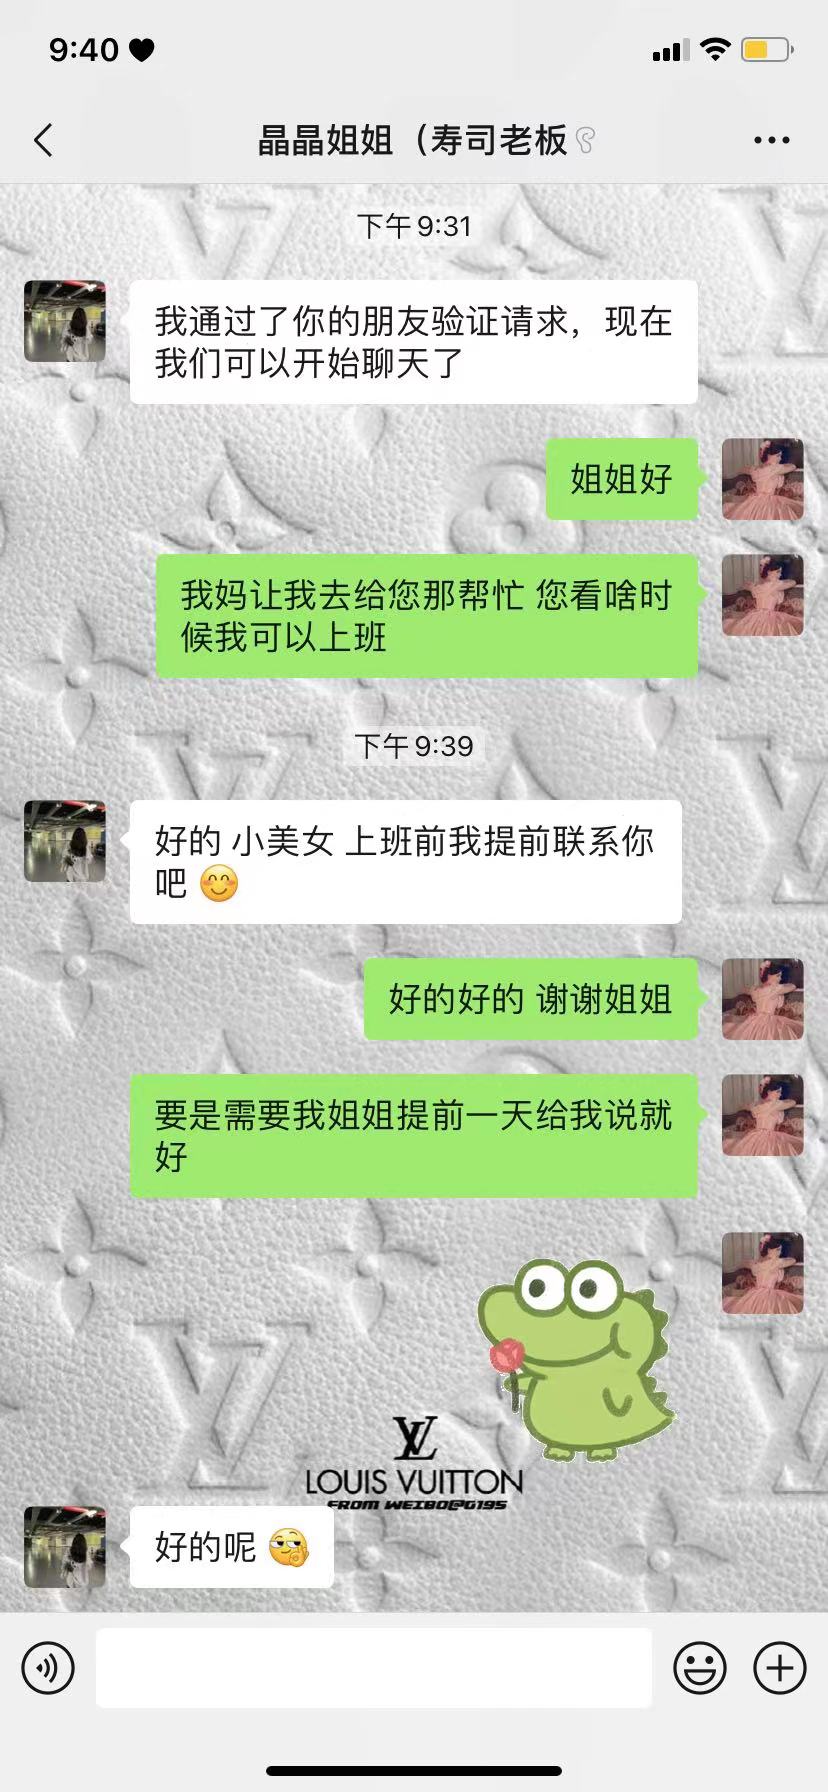 9:40
晶晶姐姐（寿司老板
下午 9:31
我通过了你的朋友验证请求，现在
我们可以开始聊天了
姐姐好
我妈让我去给您那帮忙 您看啥时
候我可以上班
下午 9:39
好的 小美女 上班前我提前联系你
吧 😊
好的好的 谢谢姐姐
要是需要我姐姐提前一天给我说就
好
LV
LOUIS VUITTON
FROM WEIBO@G195
好的呢